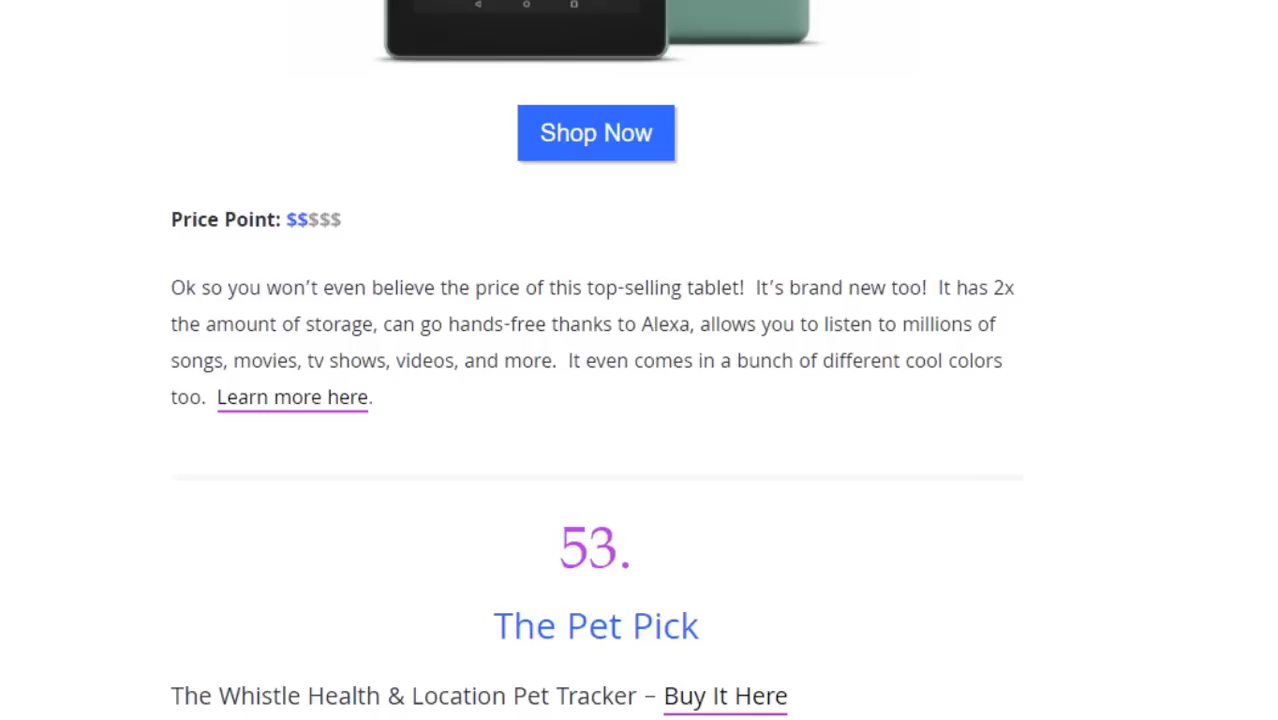 Shop Now
Price Point: $$$$$
Ok so you won’t even believe the price of this top-selling tablet!  It’s brand new too!  It has 2x
the amount of storage, can go hands-free thanks to Alexa, allows you to listen to millions of
songs, movies, tv shows, videos, and more.  It even comes in a bunch of different cool colors
too.  Learn more here.
53.
The Pet Pick
The Whistle Health & Location Pet Tracker – Buy It Here